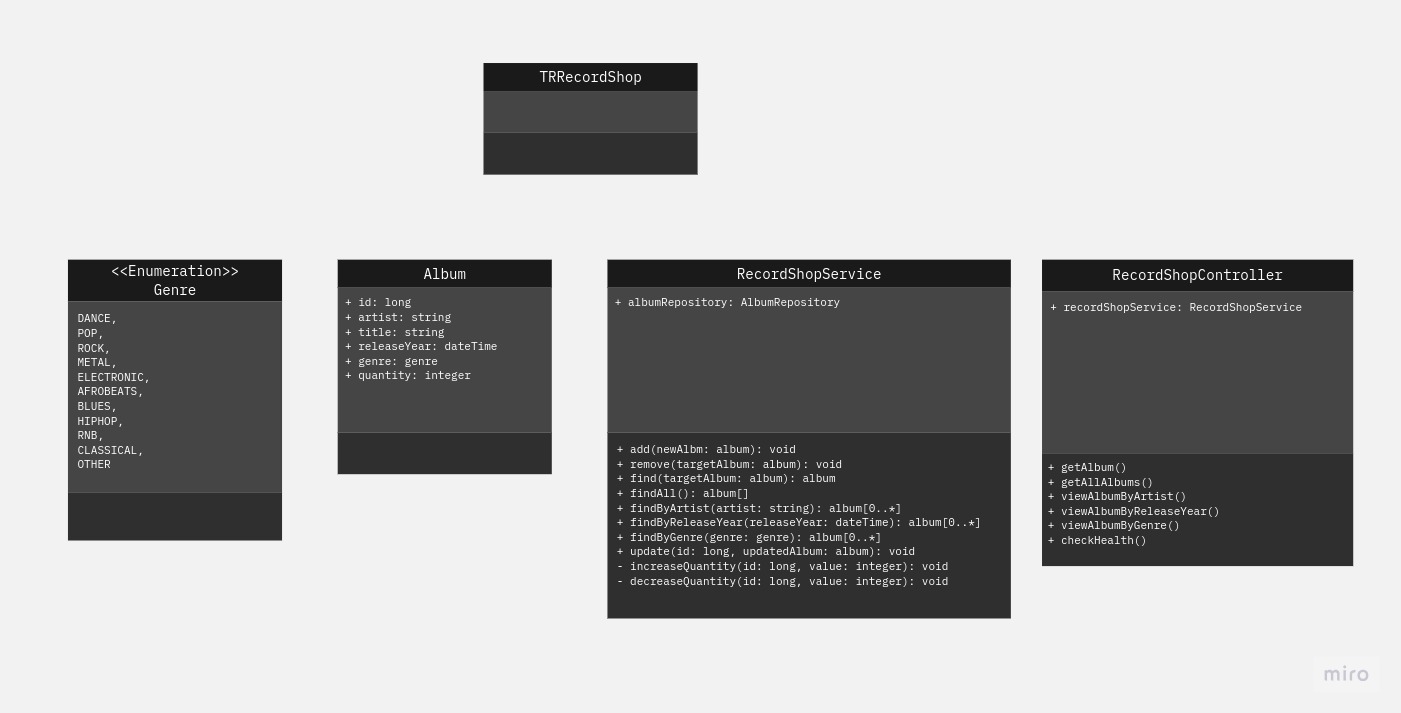 TRRecordShop
<<Enumeration>>
Genre
DANCE,
POP,
ROCK,
METAL,
ELECTRONIC,
AFROBEATS,
BLUES,
HIPHOP,
RNB,
CLASSICAL,
OTHER
Album
+ id: long
+ artist: string
+ title: string
+ releaseYear: dateTime
+ genre: genre
+ quantity: integer
RecordShopService
+ albumRepository: AlbumRepository
+ add(newAlbm: album): void
+ remove(targetAlbum: album): void
+ find(targetAlbum: album): album
+ findAll(): album[]
+ findByArtist(artist: string): album[0..*]
+ findByReleaseYear(releaseYear: dateTime): album[0..*]
+ findByGenre(genre: genre): album[0..*]
+ update(id: long, updatedAlbum: album): void
- increaseQuantity(id: long, value: integer): void
- decreaseQuantity(id: long, value: integer): void
RecordShopController
+ recordShopService: RecordShopService
+ getAlbum()
+ getAllAlbums()
+ viewAlbumByArtist()
+ viewAlbumByReleaseYear()
+ viewAlbumByGenre()
+ checkHealth()
miro